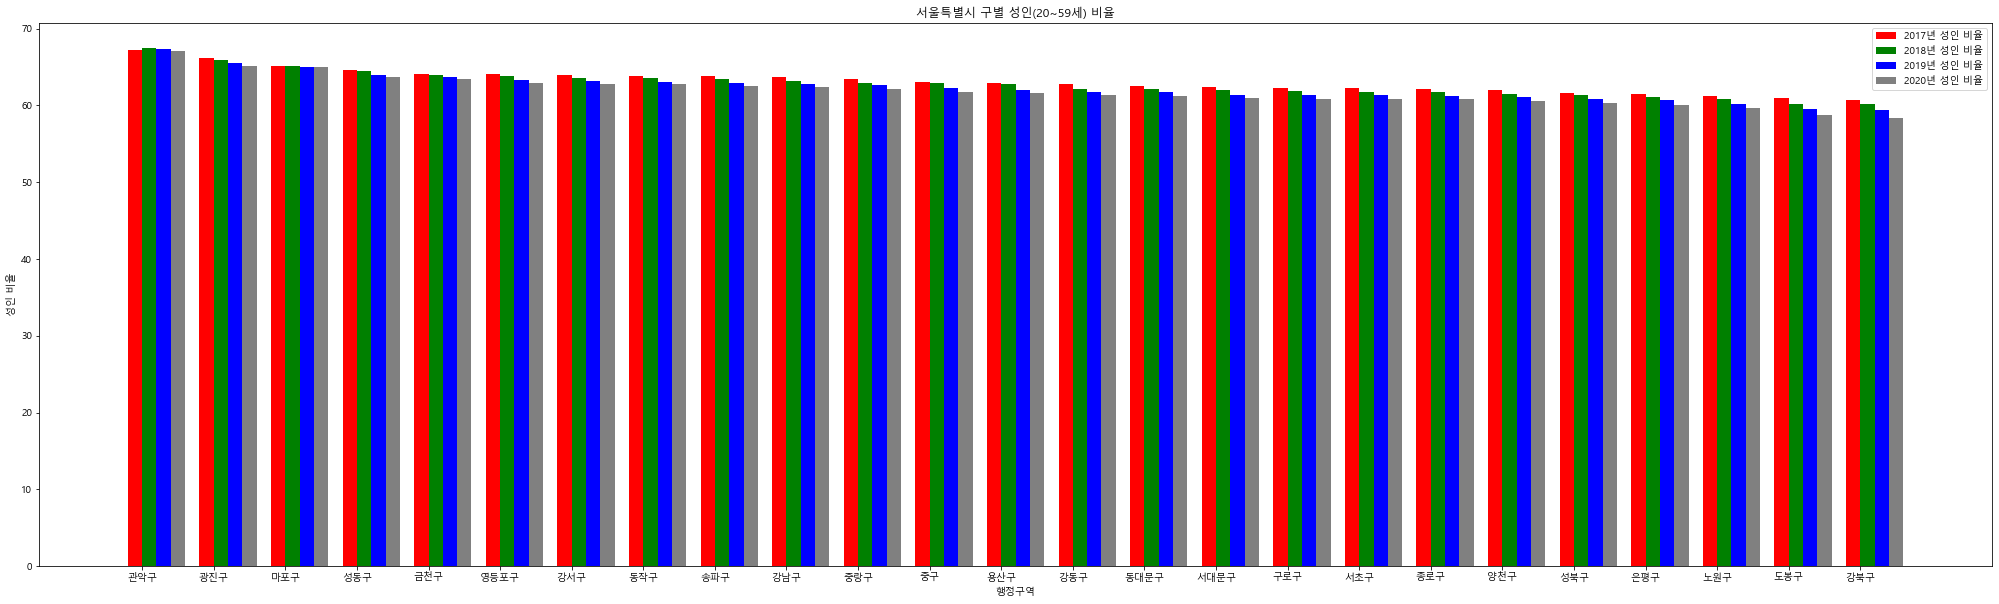 서울특별시 구별 성인(20~59세) 비율
2017년 성인 비율
2018년 성인 비율
2019년 성인 비율
2020년 성인 비율
성인 비율
70
60
50
40
30
20
10
0
관악구 광진구 마포구 성동구 금천구 영등포구 강서구 동작구 송파구 강남구 중랑구 중구 용산구 강동구 동대문구 서대문구 구로구 서초구 종로구 양천구 성북구 은평구 노원구 도봉구 강북구
행정구역